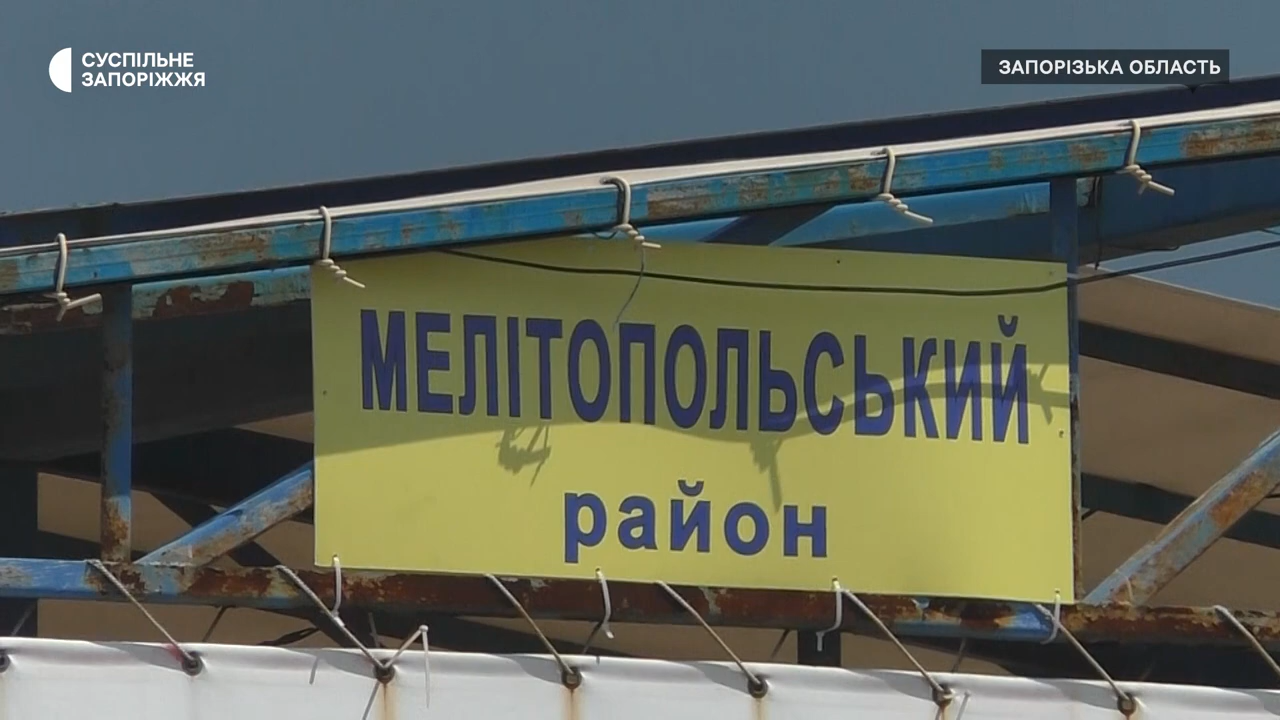 СУСПІЛЬНЕ
ЗАПОРІЖЖЯ
ЗАПОРІЗЬКА ОБЛАСТЬ
МЕЛІТОПОЛЬСЬКИЙ
район